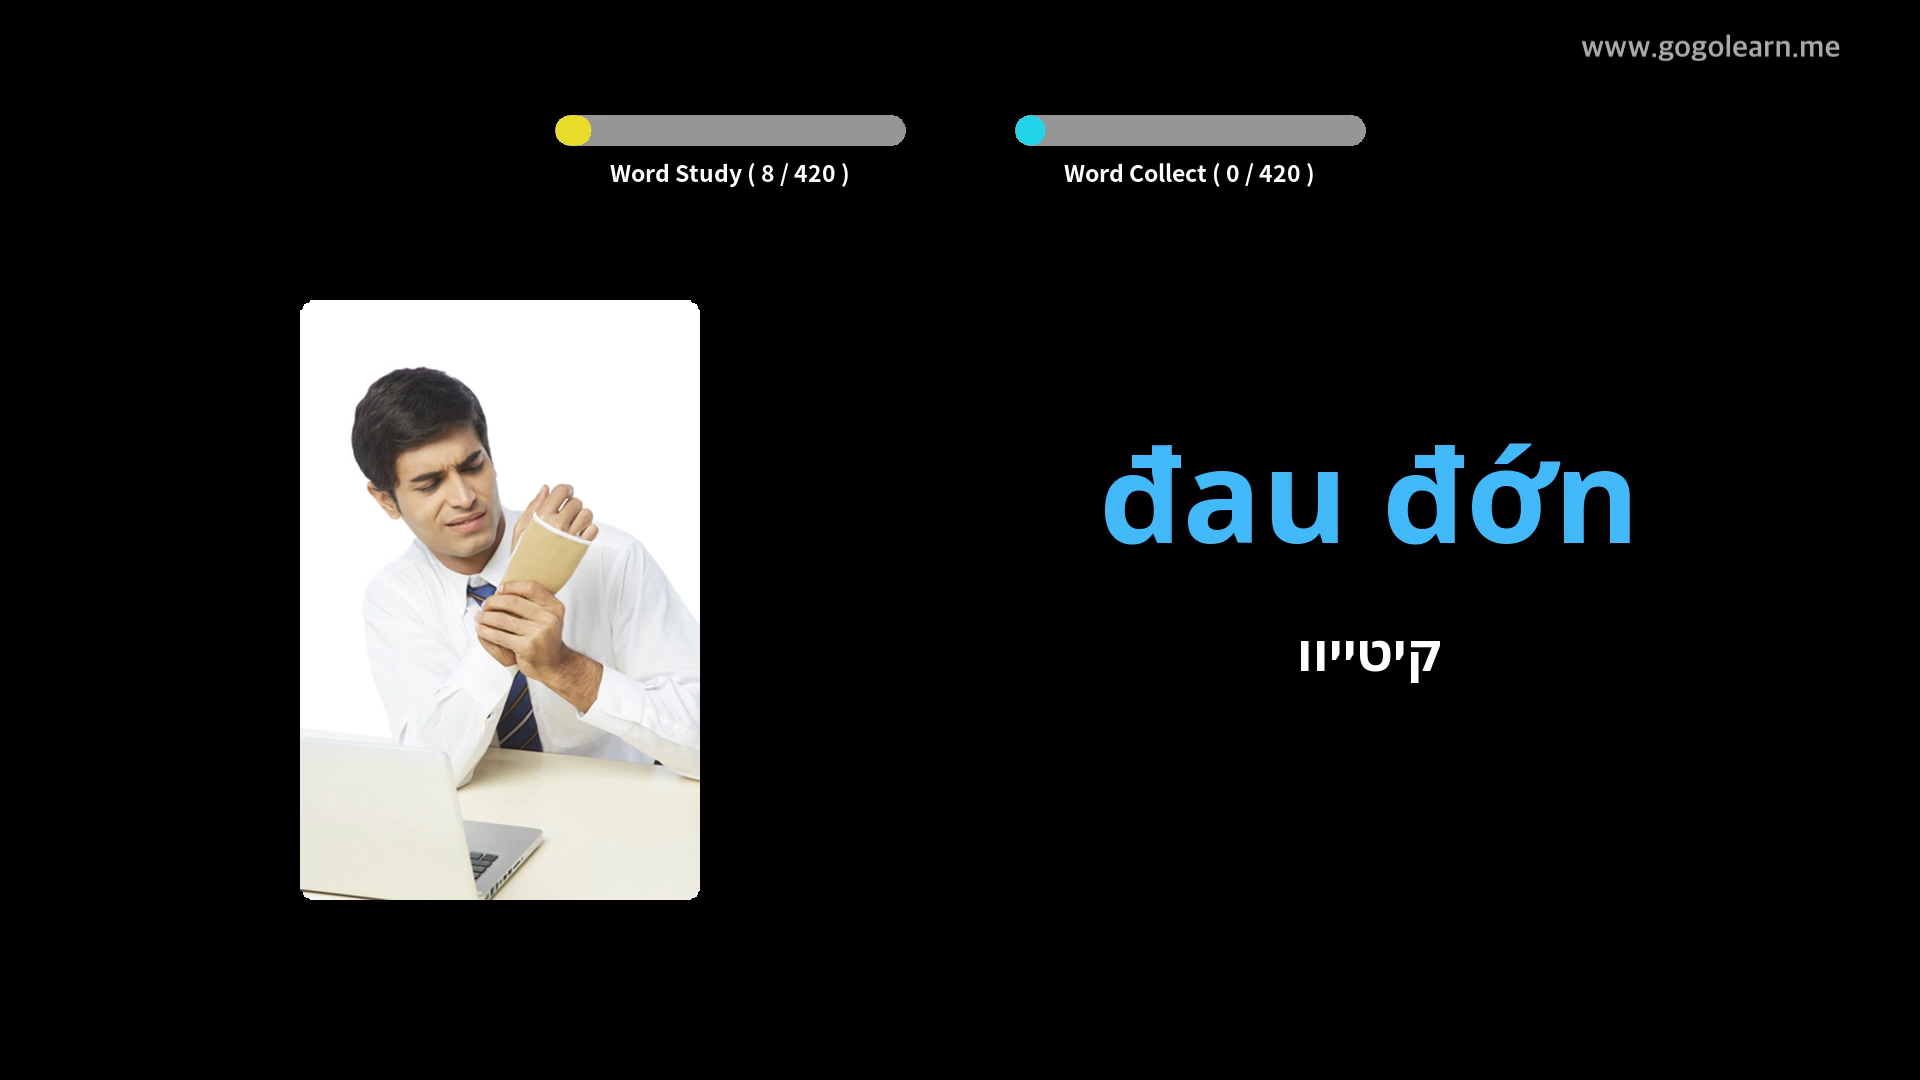 www.gogolearn.me
Word Study ( 8 / 420 )
Word Collect ( 0 / 420 )
đau đớn
קיטייוו